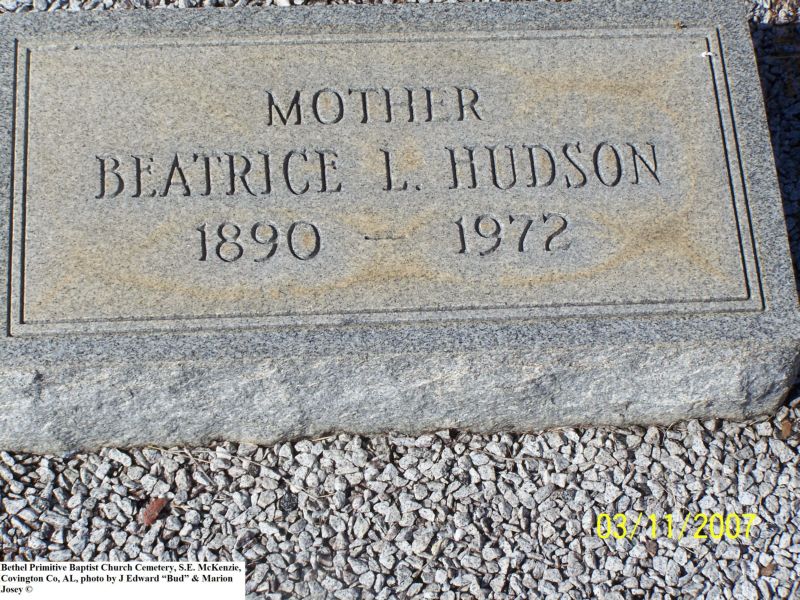 MOTHER
BEATRICE L. HUDSON
1890 — 1972
03/11/2007
Bethel Primitive Baptist Church Cemetery, S.E. McKenzie,
Covington Co, AL, photo by J Edward “Bud” & Marion
Josey ©